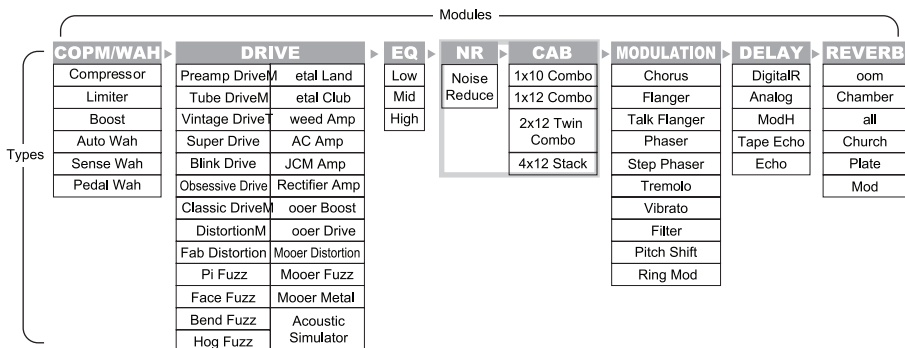 Modules
COPM/WAH DRIVE EQ NR CAB MODULATION DELAY REVERB
Types
Compressor
Limiter
Boost
Auto Wah
Sense Wah
Pedal Wah
Preamp DriveM etal Land
Tube DriveM etal Club
Vintage DriveT weed Amp
Super Drive AC Amp
Blink Drive JCM Amp
Obsessive Drive Rectifier Amp
Classic DriveM ooer Boost
DistortionM ooer Drive
Fab Distortion Mooer Distortion
Pi Fuzz Mooer Fuzz
Face Fuzz Mooer Metal
Bend Fuzz Acoustic
Hog Fuzz Simulator
Low
Mid
High
Noise
Reduce
1x10 Combo
1x12 Combo
2x12 Twin
Combo
4x12 Stack
Chorus
Flanger
Talk Flanger
Phaser
Step Phaser
Tremolo
Vibrato
Filter
Pitch Shift
Ring Mod
DigitalR oom
Analog Chamber
ModH all
Tape Echo Church
Echo Plate
Mod